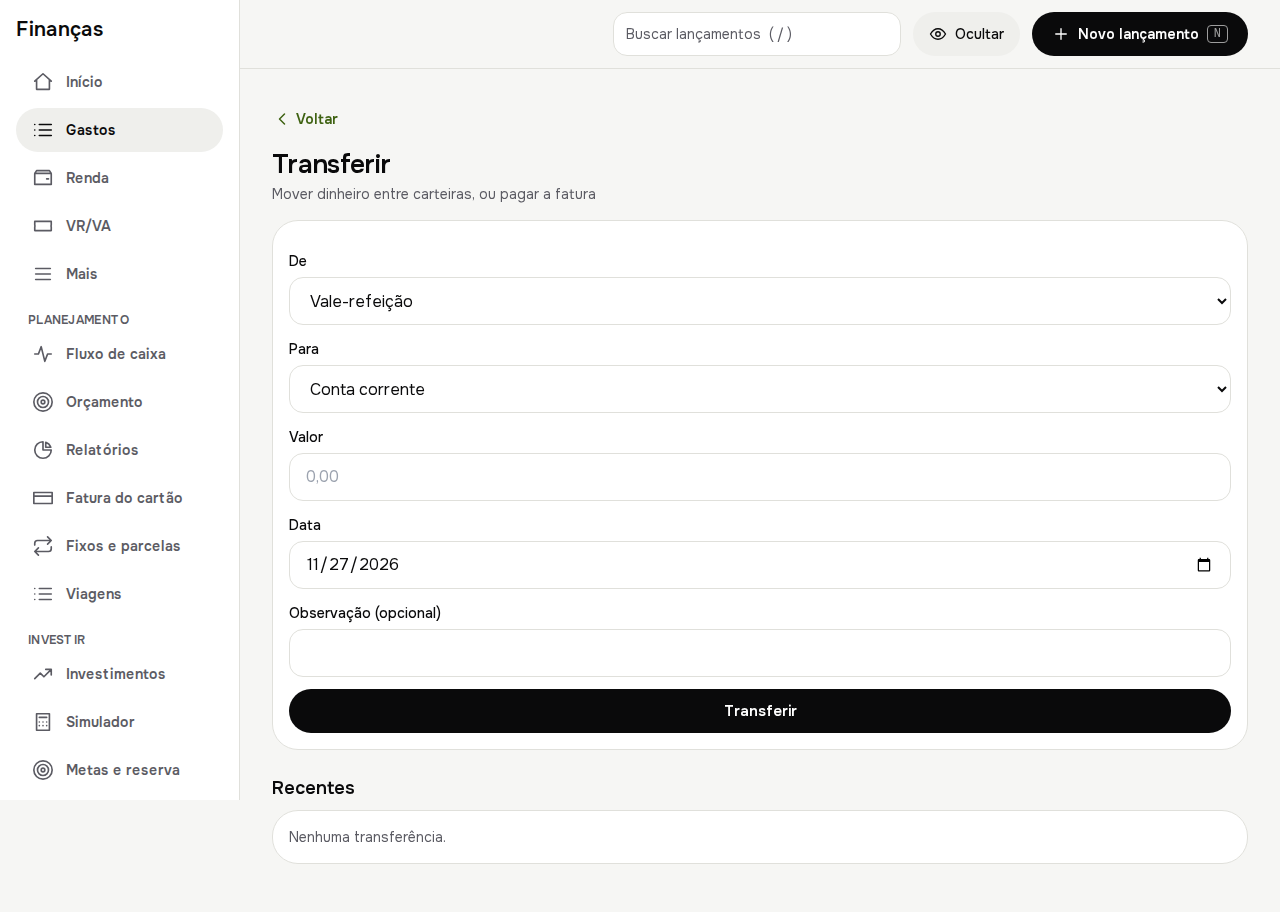 Finanças
Início
Gastos
Renda
VR/VA
Mais
PLANEJAMENTO
Fluxo de caixa
Orçamento
Relatórios
Fatura do cartão
Fixos e parcelas
Viagens
INVESTIR
Investimentos
Simulador
Metas e reserva
Buscar lançamentos ( / )
Ocultar
Novo lançamento N
Voltar
Transferir
Mover dinheiro entre carteiras, ou pagar a fatura
De
Vale-refeição
Para
Conta corrente
Valor
0,00
Data
11/27/2026
Observação (opcional)
Transferir
Recentes
Nenhuma transferência.